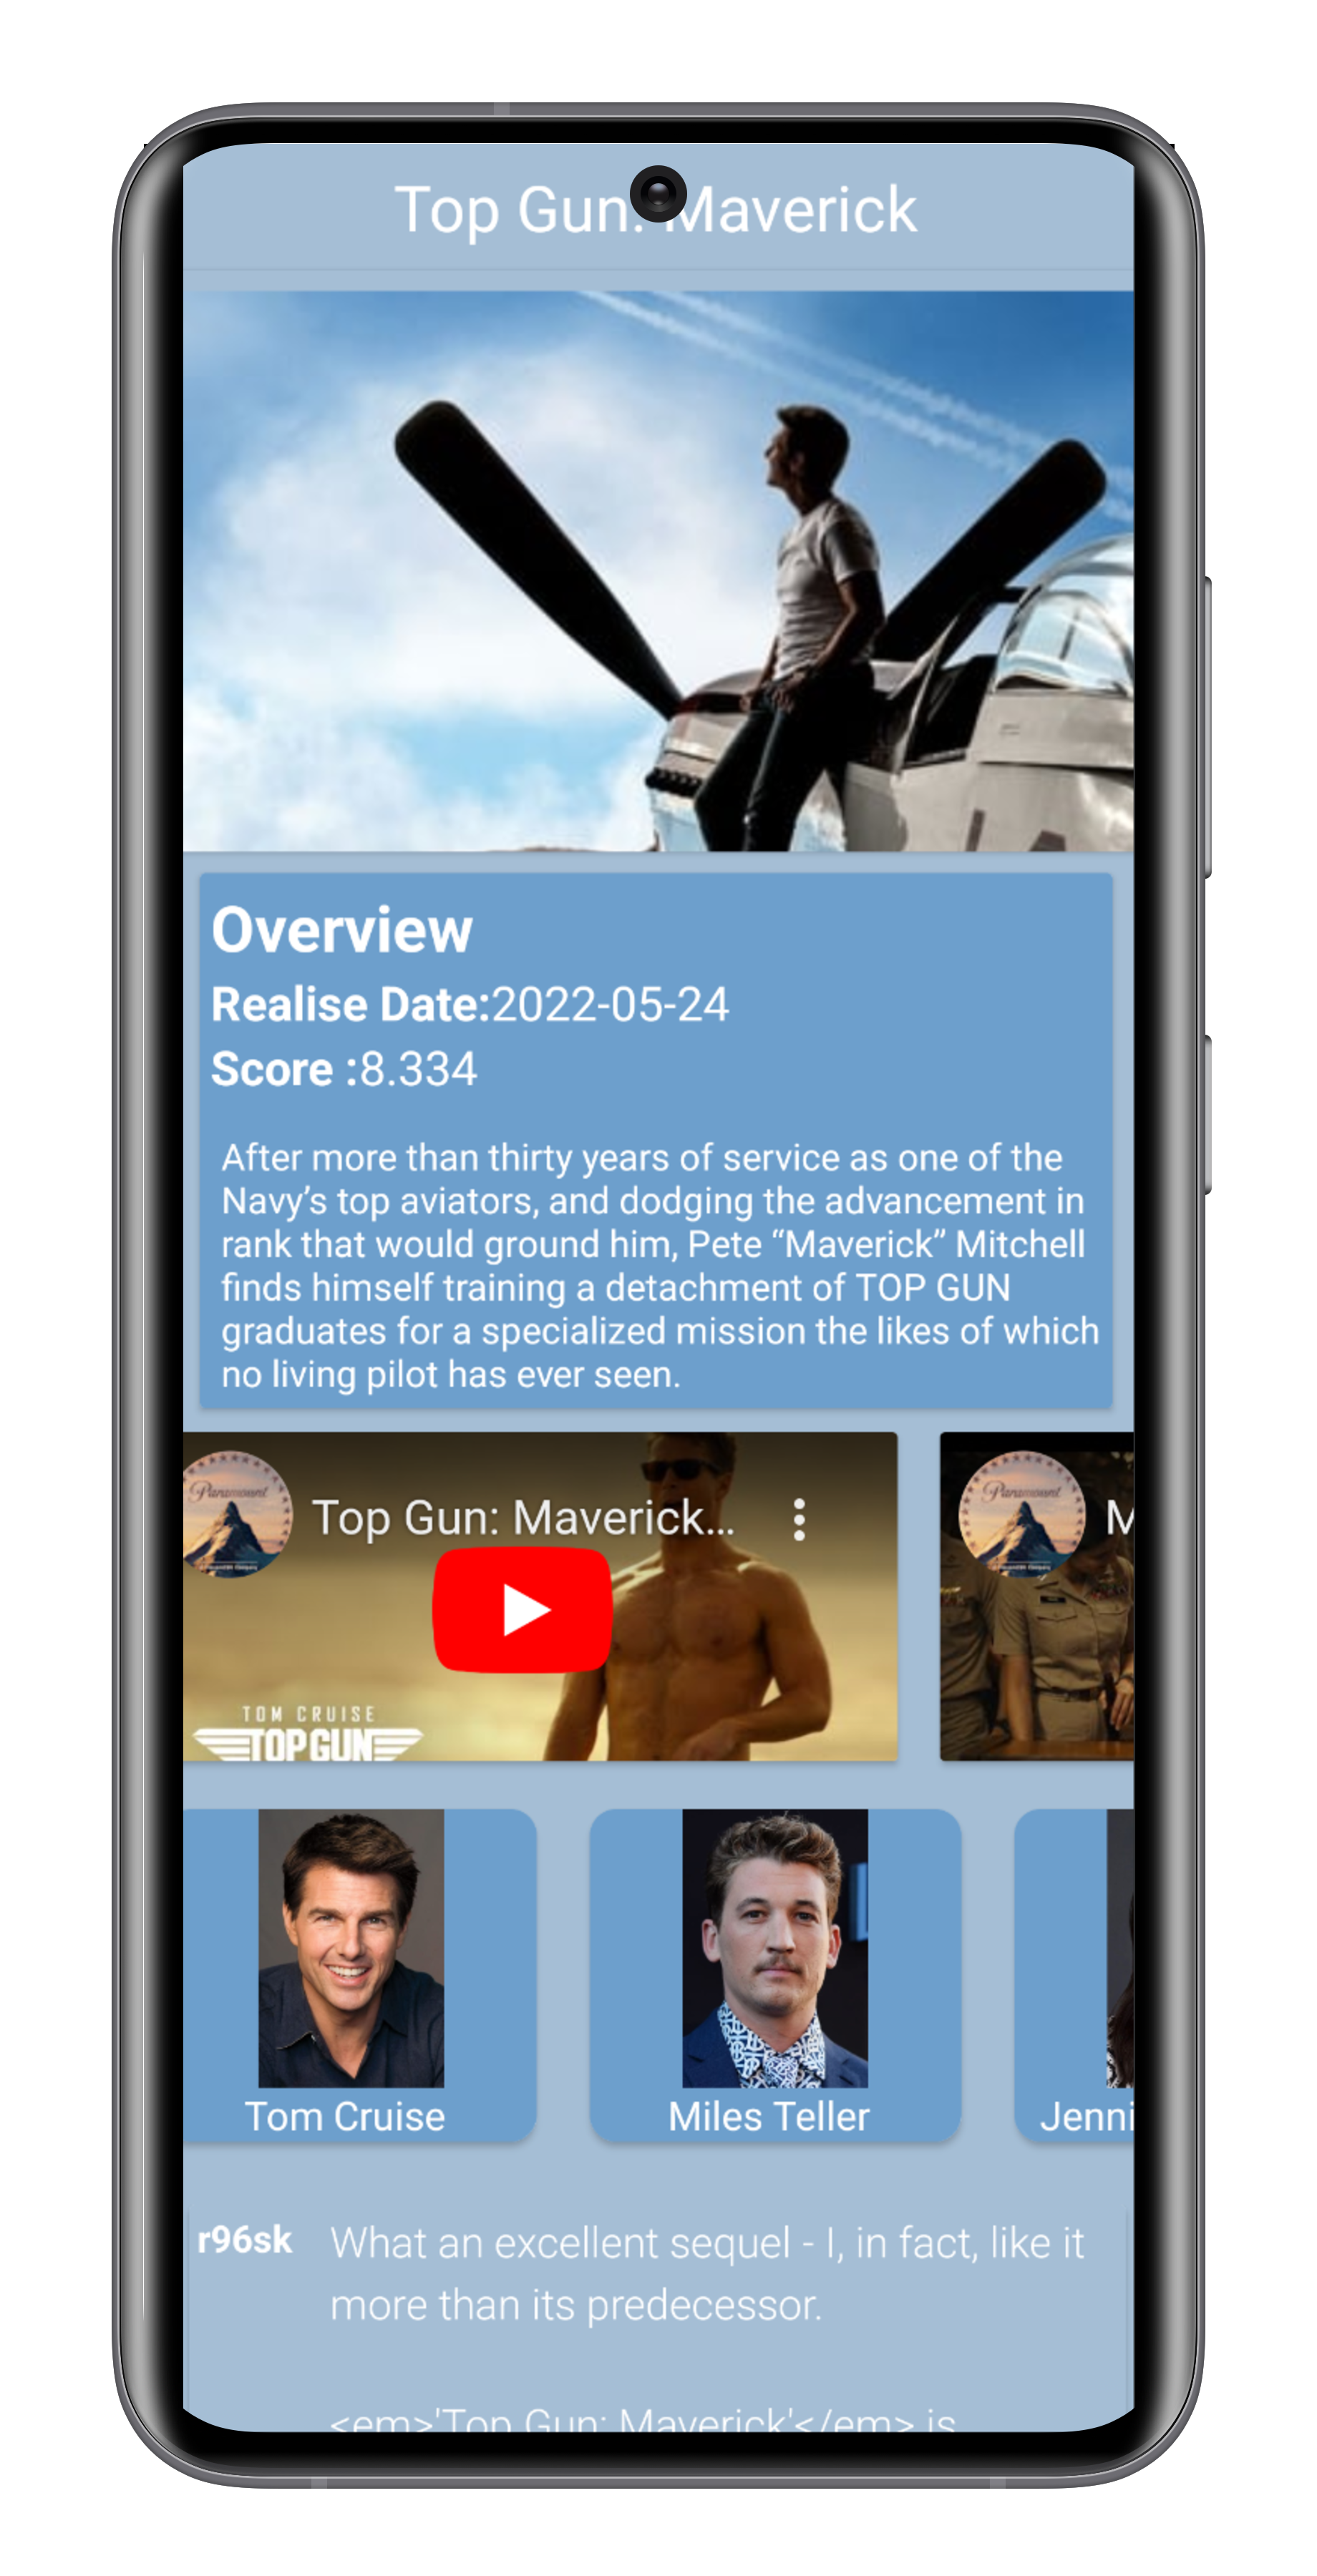 Top Gun: Maverick
Overview
Realise Date:2022-05-24
Score :8.334
After more than thirty years of service as one of the
Navy’s top aviators, and dodging the advancement in
rank that would ground him, Pete “Maverick” Mitchell
finds himself training a detachment of TOP GUN
graduates for a specialized mission the likes of which
no living pilot has ever seen.
Paramount
Top Gun: Maverick...
Paramount
M
TOM CRUISE
TOPGUN
Tom Cruise
Miles Teller
Jenni
r96sk
What an excellent sequel - I, in fact, like it
more than its predecessor.
<em>'Top Gun: Maverick'</em> is